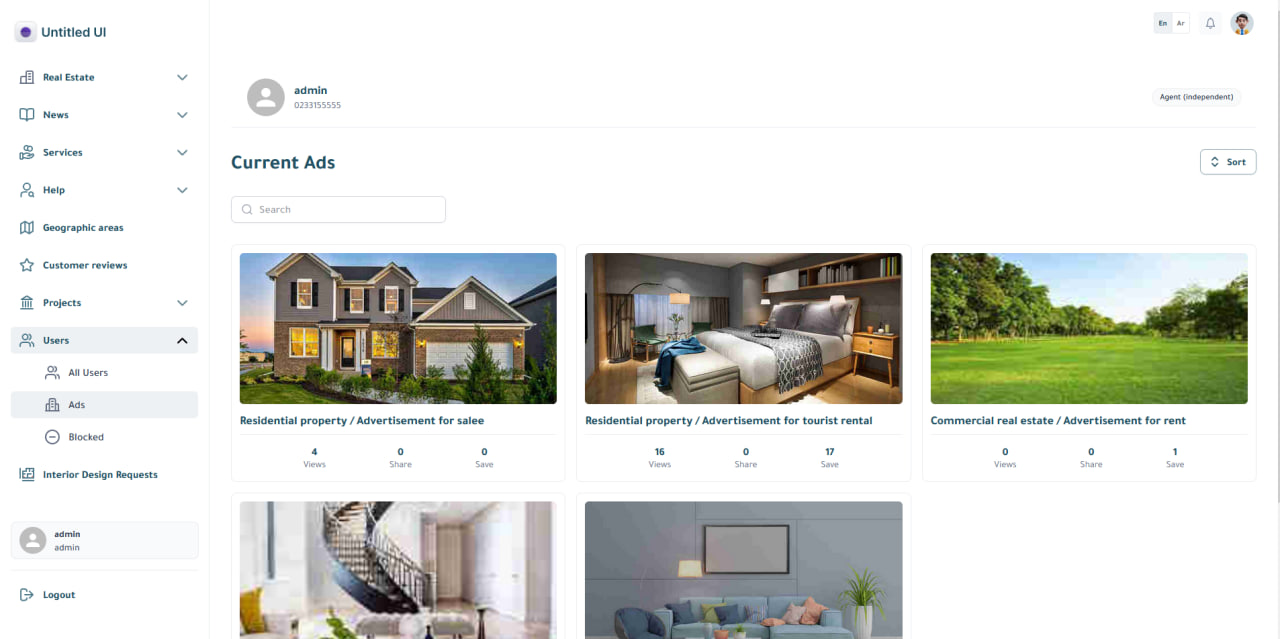 Untitled UI
En
Ar
Real Estate
News
Services
Help
Geographic areas
Customer reviews
Projects
Users
All Users
Ads
Blocked
Interior Design Requests
admin
admin
Logout
admin
0233155555
Agent (independent)
Current Ads
Sort
Search
Residential property / Advertisement for salee
4
Views
0
Share
0
Save
Residential property / Advertisement for tourist rental
16
Views
0
Share
17
Save
Commercial real estate / Advertisement for rent
0
Views
0
Share
1
Save